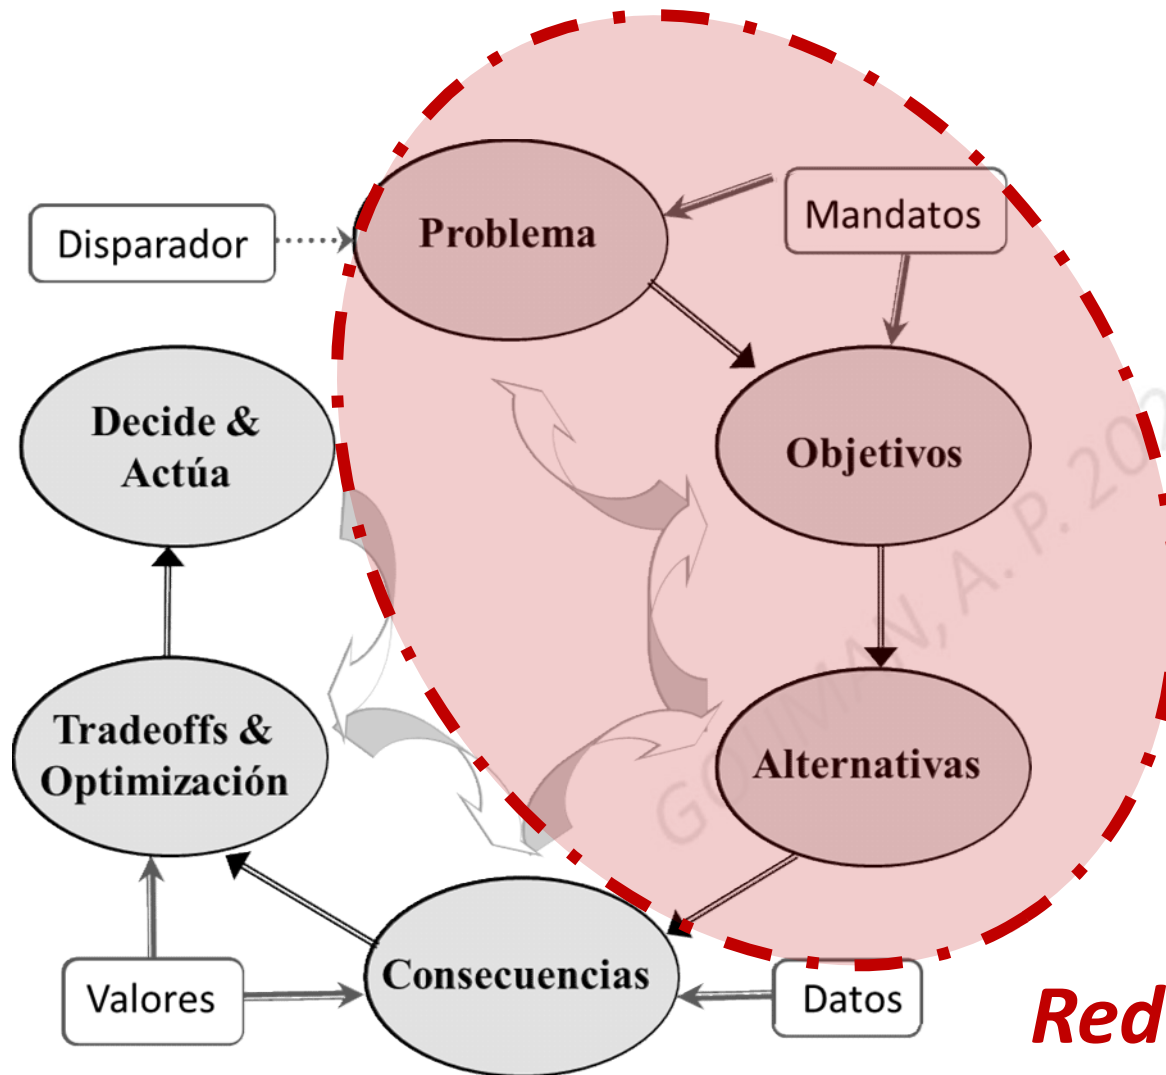 Problema
Mandatos
Disparador
Decide &
Actúa
Objetivos
Tradeoffs &
Optimización
Alternativas
Consecuencias
Valores
Datos
Red
A. P.